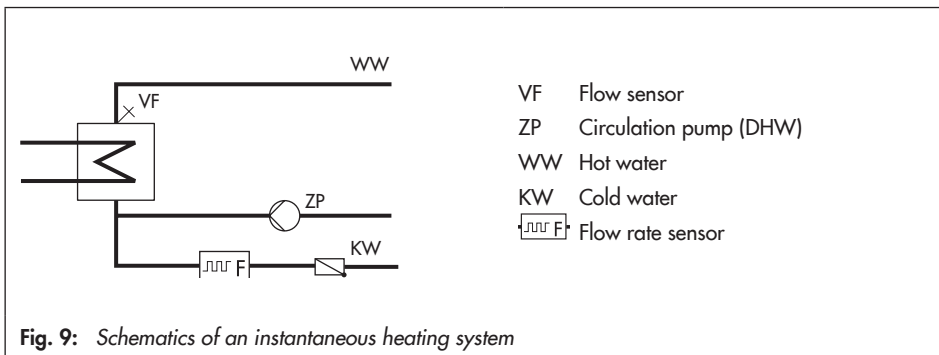 WW
VF
ZP
KW
F
VF Flow sensor
ZP Circulation pump (DHW)
WW Hot water
KW Cold water
F Flow rate sensor
Fig. 9: Schematics of an instantaneous heating system